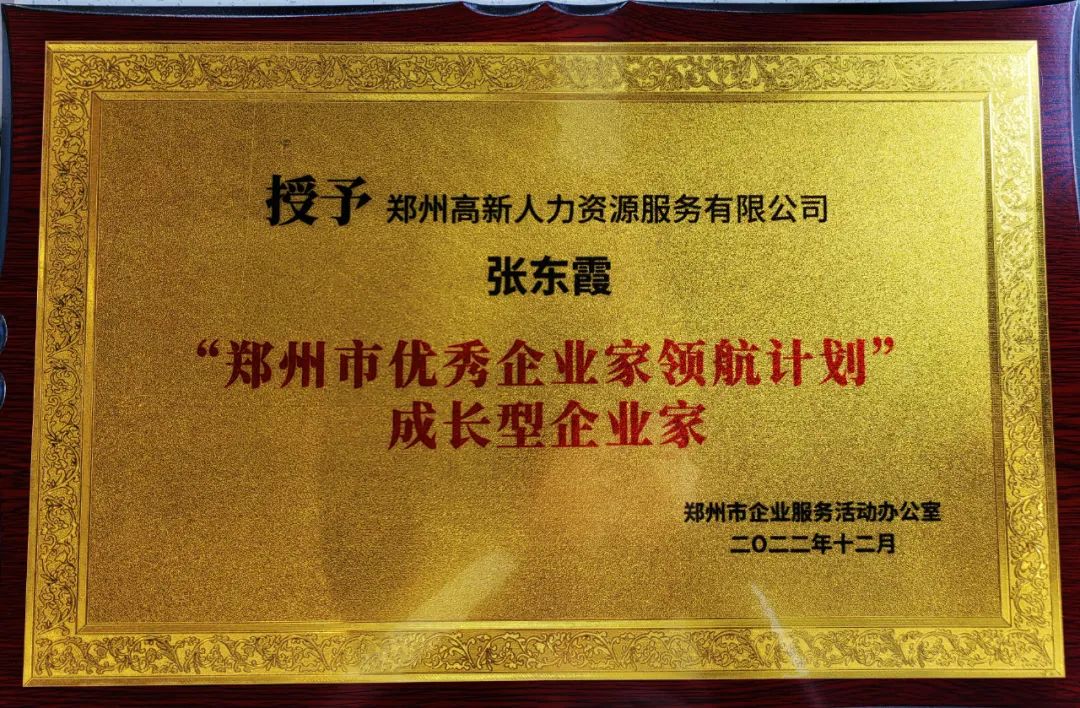 授予 郑州高新人力资源服务有限公司
张东霞
“郑州市优秀企业家领航计划”
成长型企业家
郑州市企业服务活动办公室
二〇二二年十二月